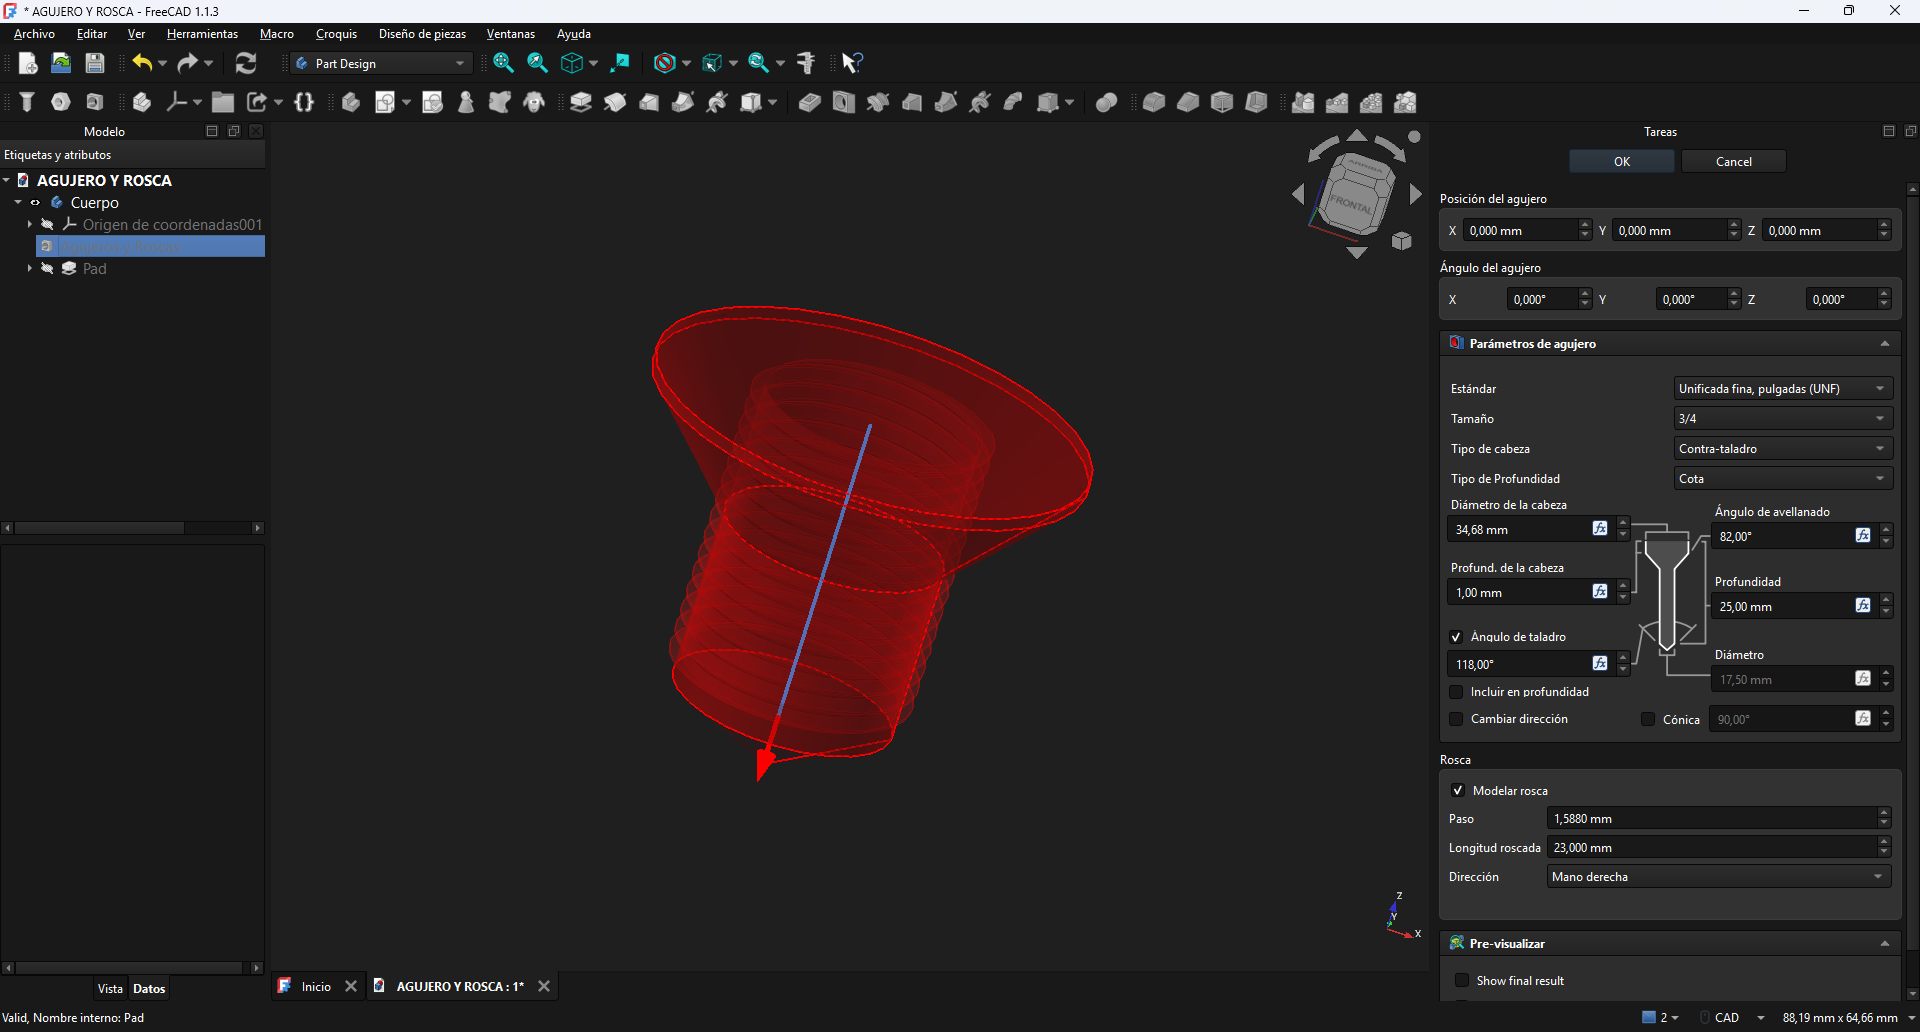 * AGUJERO Y ROSCA - FreeCAD 1.1.3
Archivo Editar Ver Herramientas Macro Croquis Diseño de piezas Ventanas Ayuda
Part Design
Modelo
Etiquetas y atributos
AGUJERO Y ROSCA
Cuerpo
Origen de coordenadas001
Agujeros y Roscas
Pad
Vista Datos
FRONTAL
Z
Y
X
Inicio
AGUJERO Y ROSCA : 1*
Tareas
OK Cancel
Posición del agujero
X 0,000 mm Y 0,000 mm Z 0,000 mm
Ángulo del agujero
X 0,000° Y 0,000° Z 0,000°
Parámetros de agujero
Estándar Unificada fina, pulgadas (UNF)
Tamaño 3/4
Tipo de cabeza Contra-taladro
Tipo de Profundidad Cota
Diámetro de la cabeza
34,68 mm
Ángulo de avellanado
82,00°
Profund. de la cabeza
1,00 mm
Profundidad
25,00 mm
Ángulo de taladro
118,00°
Diámetro
17,50 mm
Incluir en profundidad
Cambiar dirección
Cónica 90,00°
Rosca
Modelar rosca
Paso 1,5880 mm
Longitud roscada 23,000 mm
Dirección Mano derecha
Pre-visualizar
Show final result
Valid, Nombre interno: Pad
2 CAD 88,19 mm x 64,66 mm